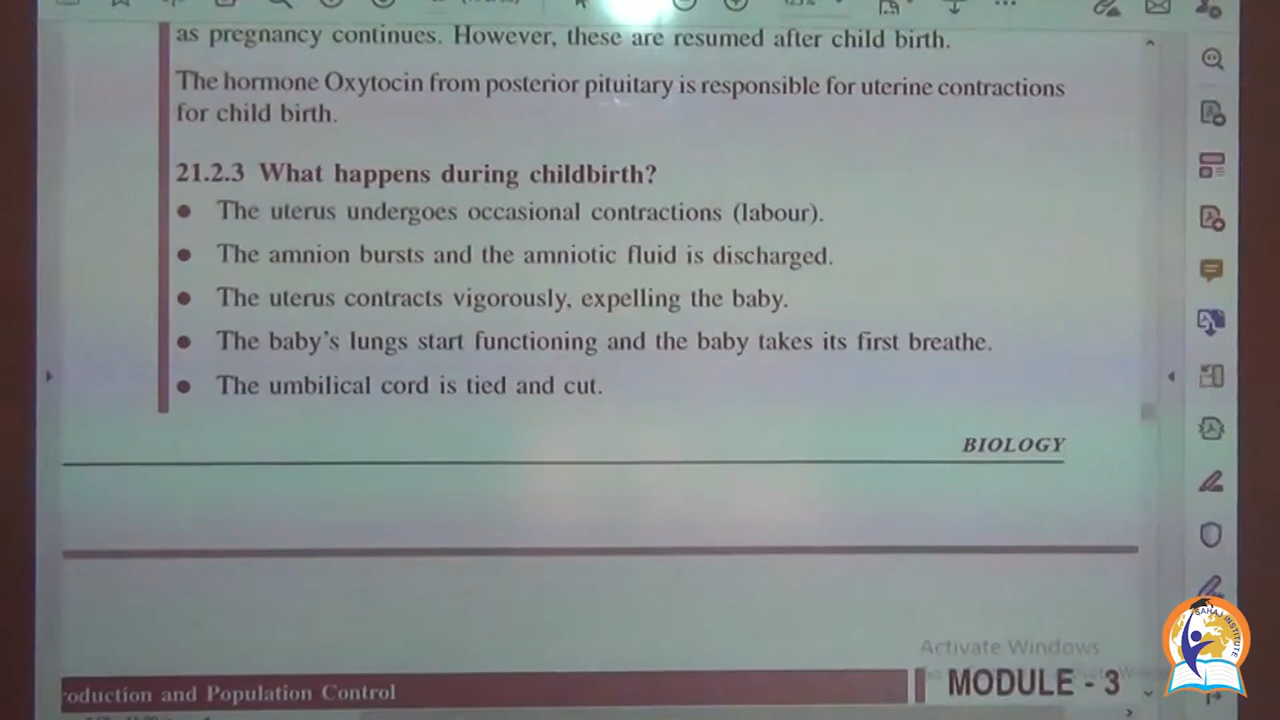 as pregnancy continues. However, these are resumed after child birth.
The hormone Oxytocin from posterior pituitary is responsible for uterine contractions
for child birth.
21.2.3 What happens during childbirth?
● The uterus undergoes occasional contractions (labour).
● The amnion bursts and the amniotic fluid is discharged.
● The uterus contracts vigorously, expelling the baby.
● The baby's lungs start functioning and the baby takes its first breathe.
● The umbilical cord is tied and cut.
BIOLOGY
Activate Windows
roduction and Population Control
MODULE - 3
SAHAJ INSTITUTE